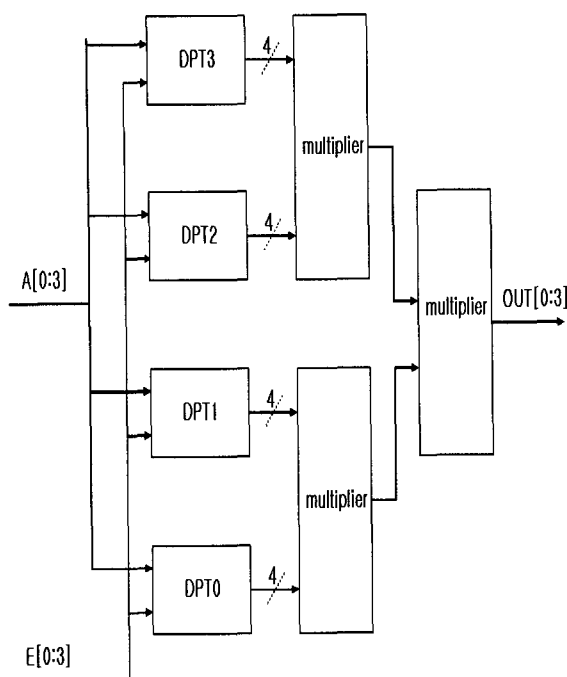 DPT3
4
multiplier
DPT2
4
A[0:3]
multiplier
OUT[0:3]
DPT1
4
multiplier
DPT0
4
E[0:3]